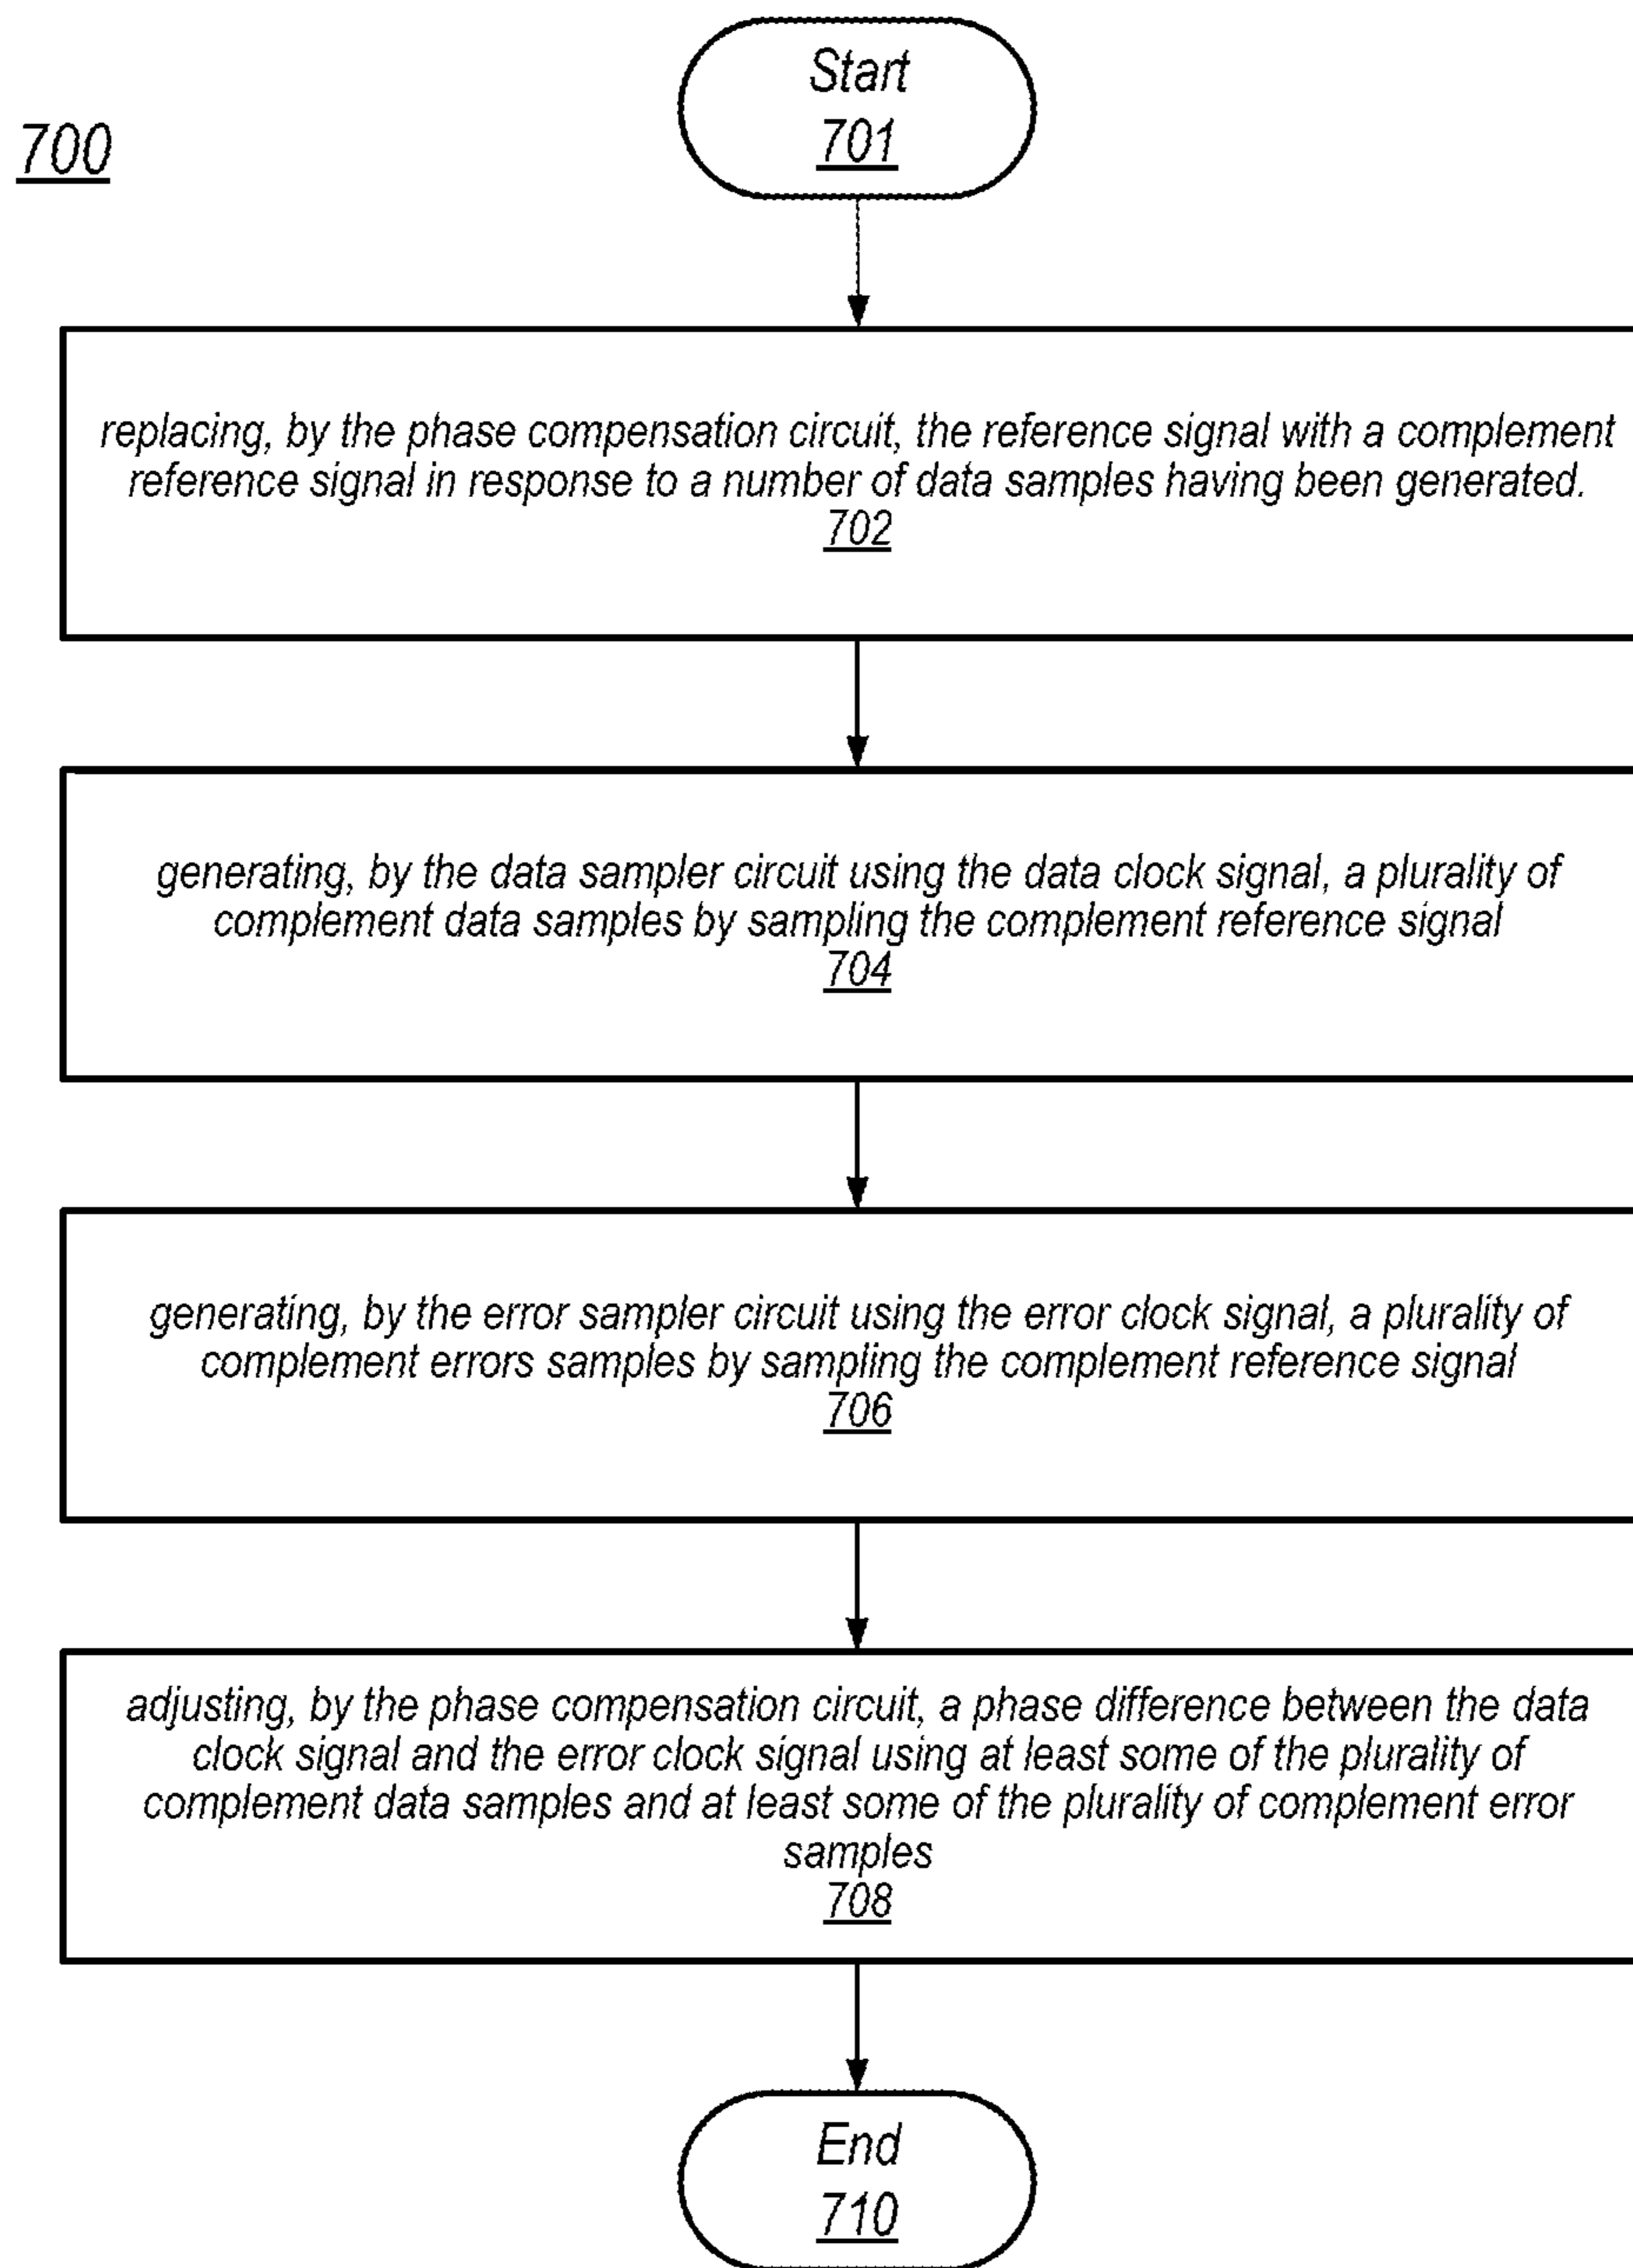 Start
701
700
replacing, by the phase compensation circuit, the reference signal with a complement
reference signal in response to a number of data samples having been generated.
702
generating, by the data sampler circuit using the data clock signal, a plurality of
complement data samples by sampling the complement reference signal
704
generating, by the error sampler circuit using the error clock signal, a plurality of
complement errors samples by sampling the complement reference signal
706
adjusting, by the phase compensation circuit, a phase difference between the data
clock signal and the error clock signal using at least some of the plurality of
complement data samples and at least some of the plurality of complement error
samples
708
End
710